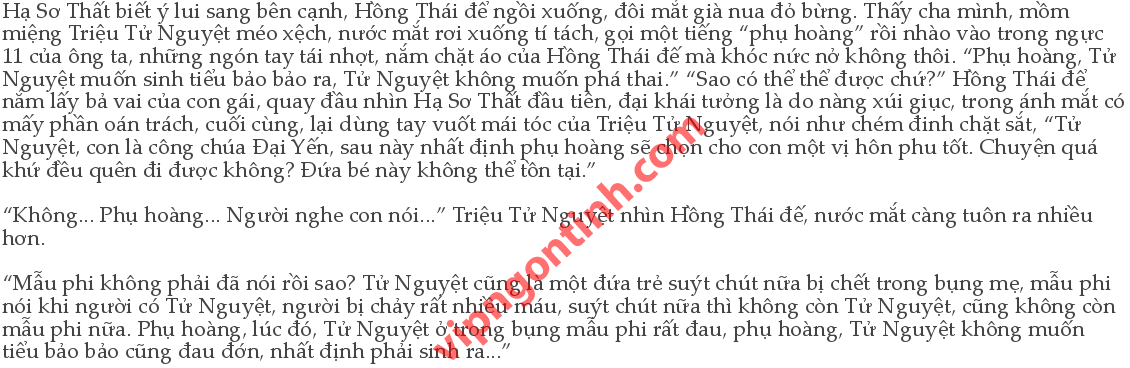 Hạ Sơ Thất biết ý lui sang bên cạnh, Hồng Thái đế ngồi xuống, đôi mắt già nua đỏ bừng. Thấy cha mình, mồm
miệng Triệu Tử Nguyệt méo xệch, nước mắt rơi xuống tí tách, gọi một tiếng “phụ hoàng” rồi nhào vào trong ngực
11 của ông ta, những ngón tay tái nhợt, nắm chặt áo của Hồng Thái đế mà khóc nức nở không thôi. “Phụ hoàng, Tử
Nguyệt muốn sinh tiểu bảo bảo ra, Tử Nguyệt không muốn phá thai.” “Sao có thể thế được chứ?” Hồng Thái đế
nắm lấy bả vai của con gái, quay đầu nhìn Hạ Sơ Thất đầu tiên, đại khái tưởng là do nàng xúi giục, trong ánh mắt có
mấy phần oán trách, cuối cùng, lại dùng tay vuốt mái tóc của Triệu Tử Nguyệt, nói như chém đinh chặt sắt, “Tử
Nguyệt, con là công chúa Đại Yến, sau này nhất định phụ hoàng sẽ chọn cho con một vị hôn phu tốt. Chuyện quá
khứ đều quên đi được không? Đứa bé này không thể tồn tại.”
“Không... Phụ hoàng... Người nghe con nói...” Triệu Tử Nguyệt nhìn Hồng Thái đế, nước mắt càng tuôn ra nhiều
hơn.
“Mẫu phi không phải đã nói rồi sao? Tử Nguyệt cũng là một đứa trẻ suýt chút nữa bị chết trong bụng mẹ, mẫu phi
nói khi người có Tử Nguyệt, người bị chảy rất nhiều máu, suýt chút nữa thì không còn Tử Nguyệt, cũng không còn
mẫu phi nữa. Phụ hoàng, lúc đó, Tử Nguyệt ở trong bụng mẫu phi rất đau, phụ hoàng, Tử Nguyệt không muốn
tiểu bảo bảo cũng đau đớn, nhất định phải sinh ra...”
vipngontinh.com